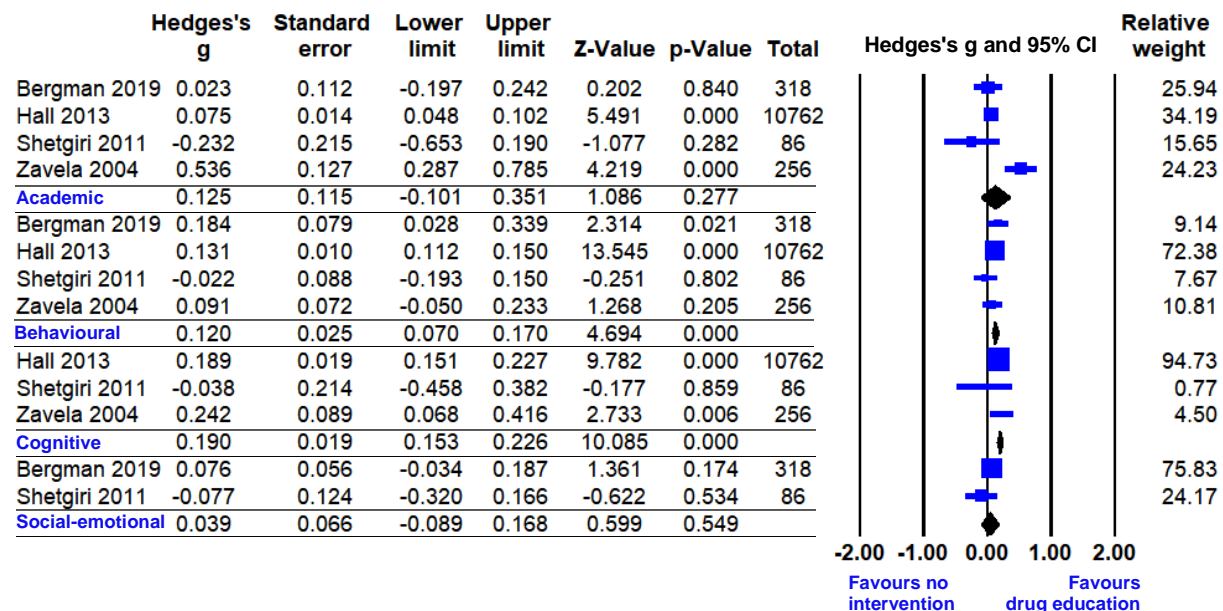 Hedges's g Standard error Lower limit Upper limit Z-Value p-Value Total Hedges's g and 95% CI Relative weight
Bergman 2019 0.023 0.112 -0.197 0.242 0.202 0.840 318 25.94
Hall 2013 0.075 0.014 0.048 0.102 5.491 0.000 10762 34.19
Shetgiri 2011 -0.232 0.215 -0.653 0.190 -1.077 0.282 86 15.65
Zavela 2004 0.536 0.127 0.287 0.785 4.219 0.000 256 24.23
Academic 0.125 0.115 -0.101 0.351 1.086 0.277
Bergman 2019 0.184 0.079 0.028 0.339 2.314 0.021 318 9.14
Hall 2013 0.131 0.010 0.112 0.150 13.545 0.000 10762 72.38
Shetgiri 2011 -0.022 0.088 -0.193 0.150 -0.251 0.802 86 7.67
Zavela 2004 0.091 0.072 -0.050 0.233 1.268 0.205 256 10.81
Behavioural 0.120 0.025 0.070 0.170 4.694 0.000
Hall 2013 0.189 0.019 0.151 0.227 9.782 0.000 10762 94.73
Shetgiri 2011 -0.038 0.214 -0.458 0.382 -0.177 0.859 86 0.77
Zavela 2004 0.242 0.089 0.068 0.416 2.733 0.006 256 4.50
Cognitive 0.190 0.019 0.153 0.226 10.085 0.000
Bergman 2019 0.076 0.056 -0.034 0.187 1.361 0.174 318 75.83
Shetgiri 2011 -0.077 0.124 -0.320 0.166 -0.622 0.534 86 24.17
Social-emotional 0.039 0.066 -0.089 0.168 0.599 0.549
-2.00 -1.00 0.00 1.00 2.00
Favours no intervention Favours drug education